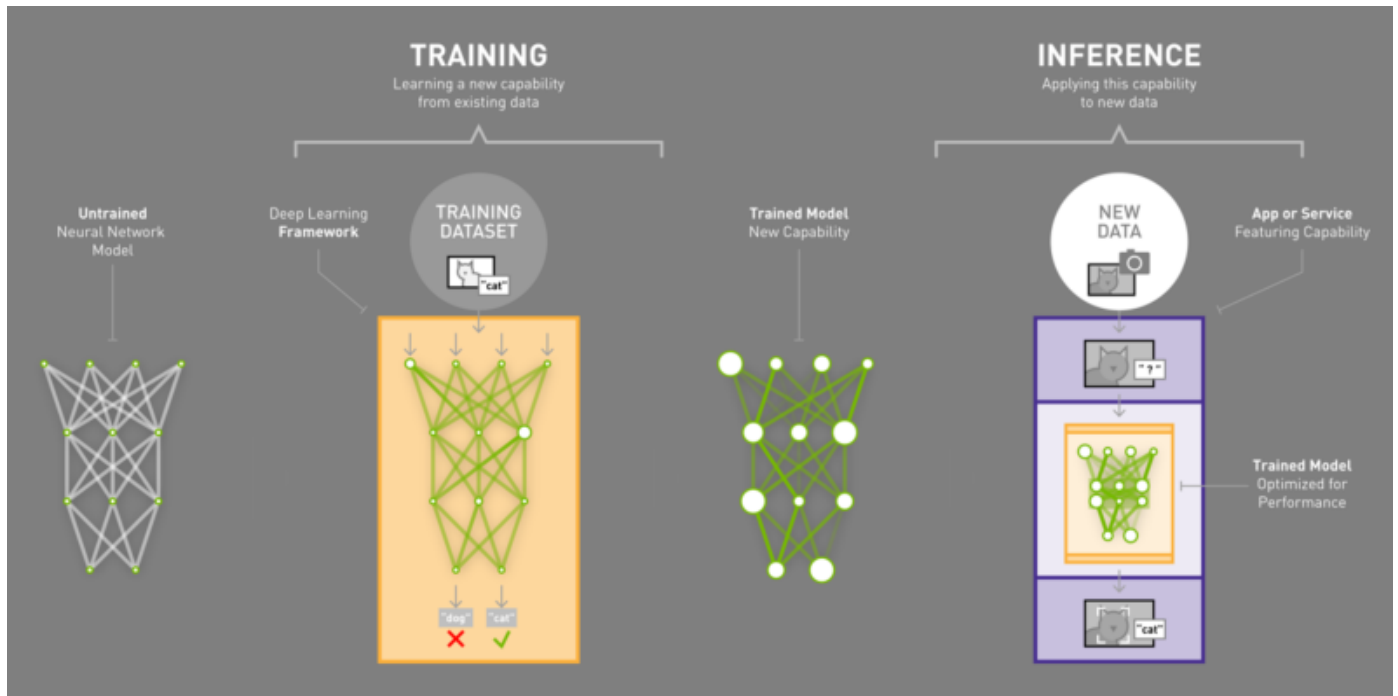 TRAINING
Learning a new capability
from existing data
INFERENCE
Applying this capability
to new data
Untrained
Neural Network
Model
Deep Learning
Framework
TRAINING
DATASET
"cat"
"dog"
"cat"
Trained Model
New Capability
NEW
DATA
App or Service
Featuring Capability
"?"
Trained Model
Optimized for
Performance
"cat"